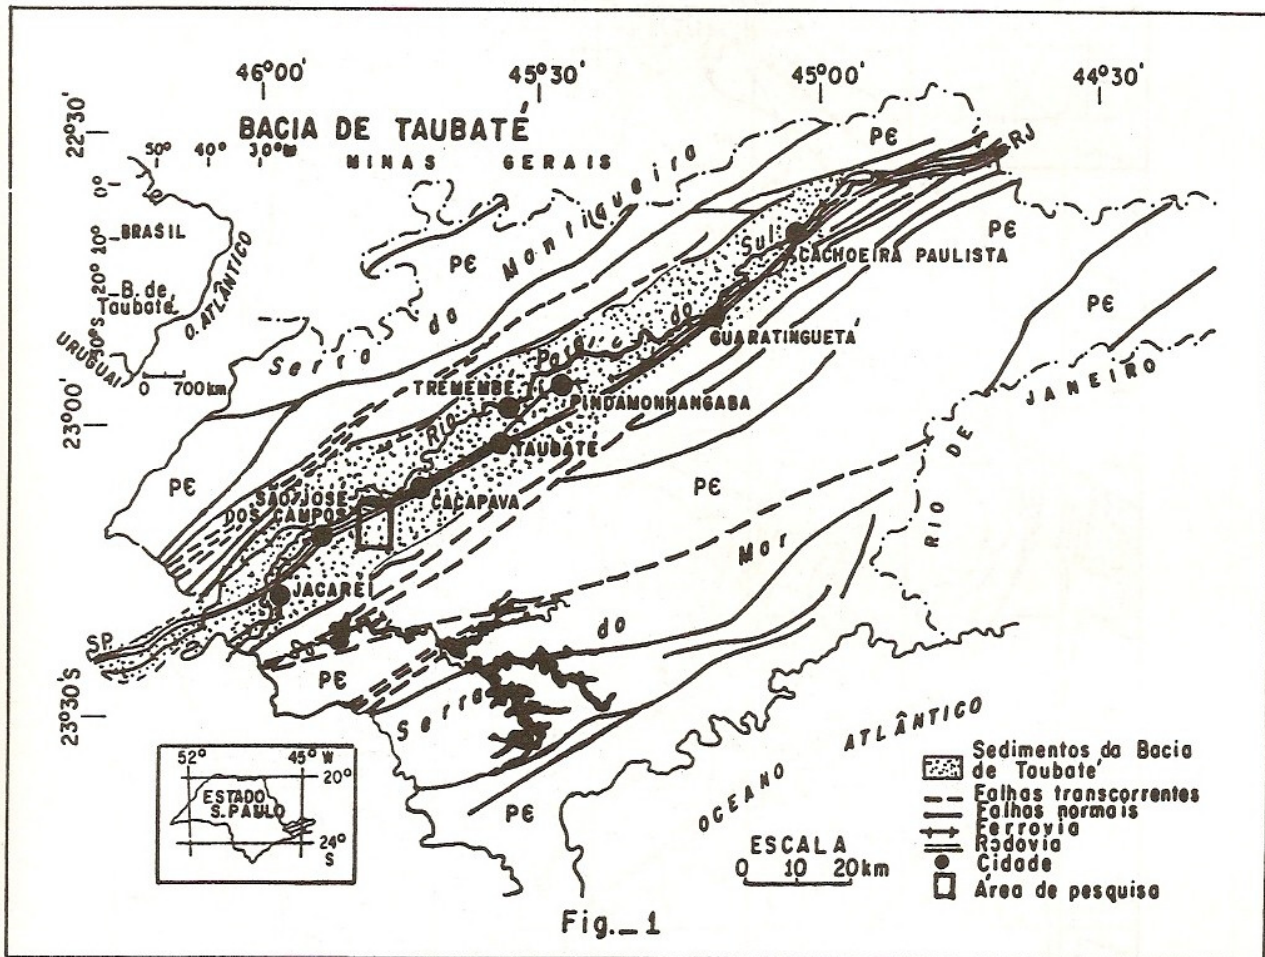 46°00'
45°30'
45°00'
44°30'
22°30'
BACIA DE TAUBATÉ
MINAS GERAIS
50° 40° 30°W
0°
10°
20°
30°S
BRASIL
B. de
Taubaté
O. ATLÂNTICO
URUGUAI
0 700km
Serra da Mantiqueira
PЄ
RJ
PЄ
PЄ
PЄ
Rio Paraíba do Sul
CACHOEIRA PAULISTA
GUARATINGUETÁ
TREMEMBE
PINDAMONHANGABA
TAUBATÉ
23°00'
PЄ
SÃO JOSE
DOS CAMPOS
CAÇAPAVA
PЄ
JACAREÍ
SP
RIO DE JANEIRO
Serra do Mar
PЄ
23°30'S
PЄ
OCEANO ATLÂNTICO
52° 45° W
20°
ESTADO
S. PAULO
24°
S
ESCALA
0 10 20km
Sedimentos da Bacia
de Taubaté
Falhas transcorrentes
Falhas normais
Ferrovia
Rodovia
Cidade
Área de pesquisa
Fig._1